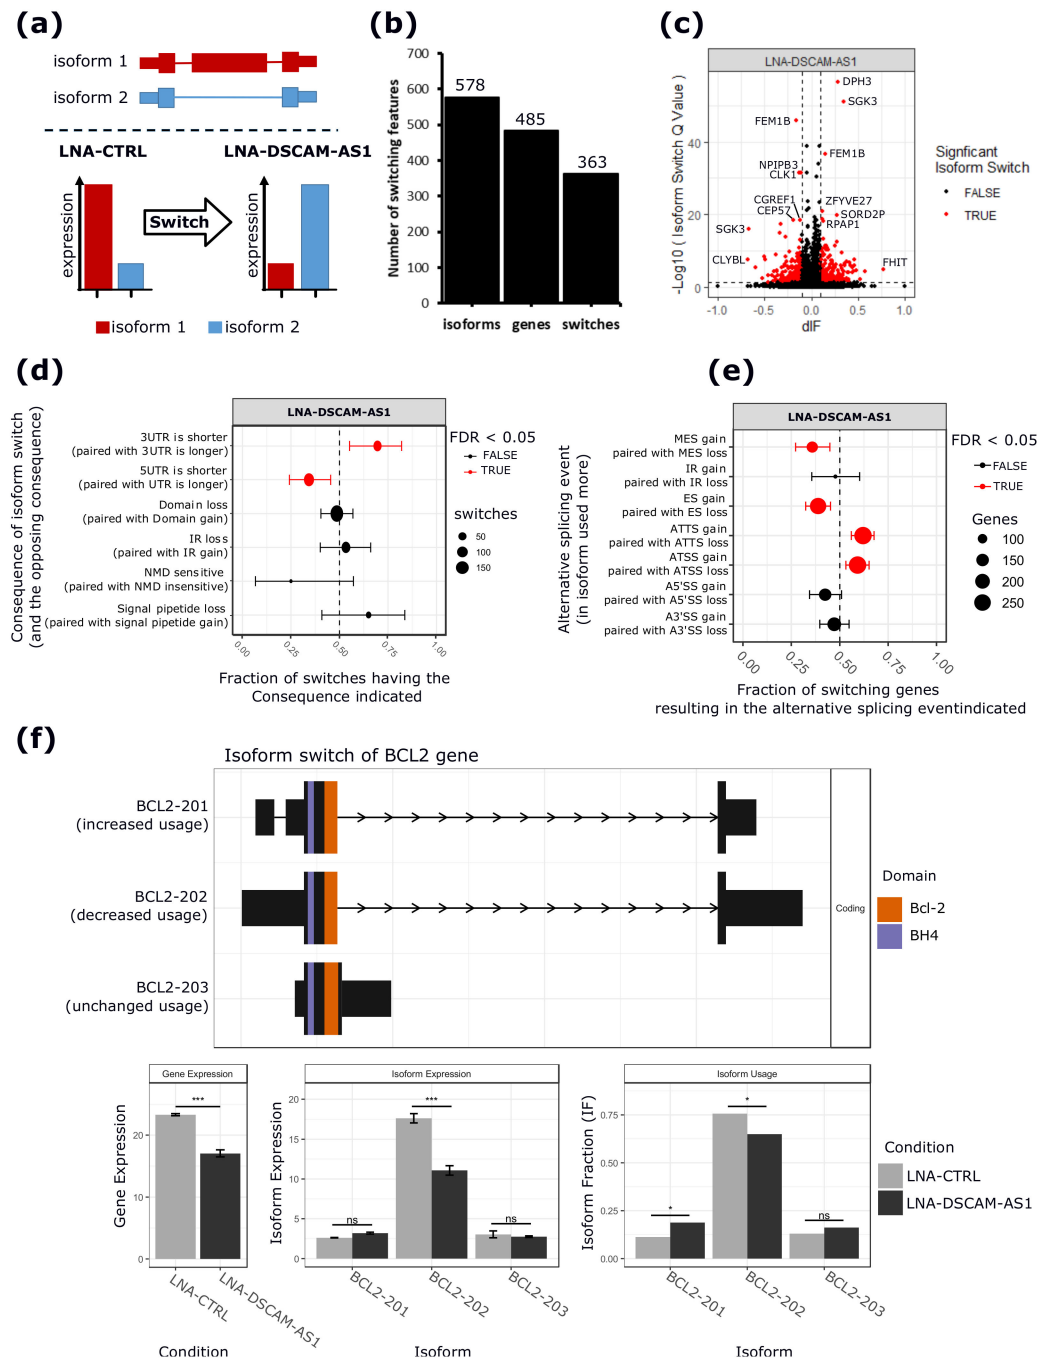 (a)
isoform 1
isoform 2
LNA-CTRL
LNA-DSCAM-AS1
expression
Switch
expression
isoform 1
isoform 2
(b)
Number of switching features
700
600
500
400
300
200
100
0
578
485
363
isoforms
genes
switches
(c)
LNA-DSCAM-AS1
-Log10 ( Isoform Switch Q Value )
40
20
0
DPH3
SGK3
FEM1B
FEM1B
NPIPB3
CLK1
CGREF1
CEP57
ZFYVE27
SORD2P
RPAP1
SGK3
CLYBL
FHIT
-1.0
-0.5
0.0
0.5
1.0
dIF
Signficant
Isoform Switch
FALSE
TRUE
(d)
LNA-DSCAM-AS1
Consequence of isoform switch
(and the opposing consequence)
3UTR is shorter
(paired with 3UTR is longer)
5UTR is shorter
(paired with UTR is longer)
Domain loss
(paired with Domain gain)
IR loss
(paired with IR gain)
NMD sensitive
(paired with NMD insensitive)
Signal pipetide loss
(paired with signal pipetide gain)
0.00
0.25
0.50
0.75
1.00
Fraction of switches having the
Consequence indicated
FDR < 0.05
FALSE
TRUE
switches
50
100
150
(e)
LNA-DSCAM-AS1
Alternative splicing event
(in isoform used more)
MES gain
paired with MES loss
IR gain
paired with IR loss
ES gain
paired with ES loss
ATTS gain
paired with ATTS loss
ATSS gain
paired with ATSS loss
A5'SS gain
paired with A5'SS loss
A3'SS gain
paired with A3'SS loss
0.00
0.25
0.50
0.75
1.00
Fraction of switching genes
resulting in the alternative splicing eventindicated
FDR < 0.05
FALSE
TRUE
Genes
100
150
200
250
(f)
Isoform switch of BCL2 gene
BCL2-201
(increased usage)
BCL2-202
(decreased usage)
BCL2-203
(unchanged usage)
Coding
Domain
Bcl-2
BH4
Gene Expression
Gene Expression
20
10
0
***
LNA-CTRL
LNA-DSCAM-AS1
Condition
Isoform Expression
Isoform Expression
20
15
10
5
0
ns
***
ns
BCL2-201
BCL2-202
BCL2-203
Isoform
Isoform Usage
Isoform Fraction (IF)
0.75
0.50
0.25
0.00
*
*
ns
BCL2-201
BCL2-202
BCL2-203
Isoform
Condition
LNA-CTRL
LNA-DSCAM-AS1